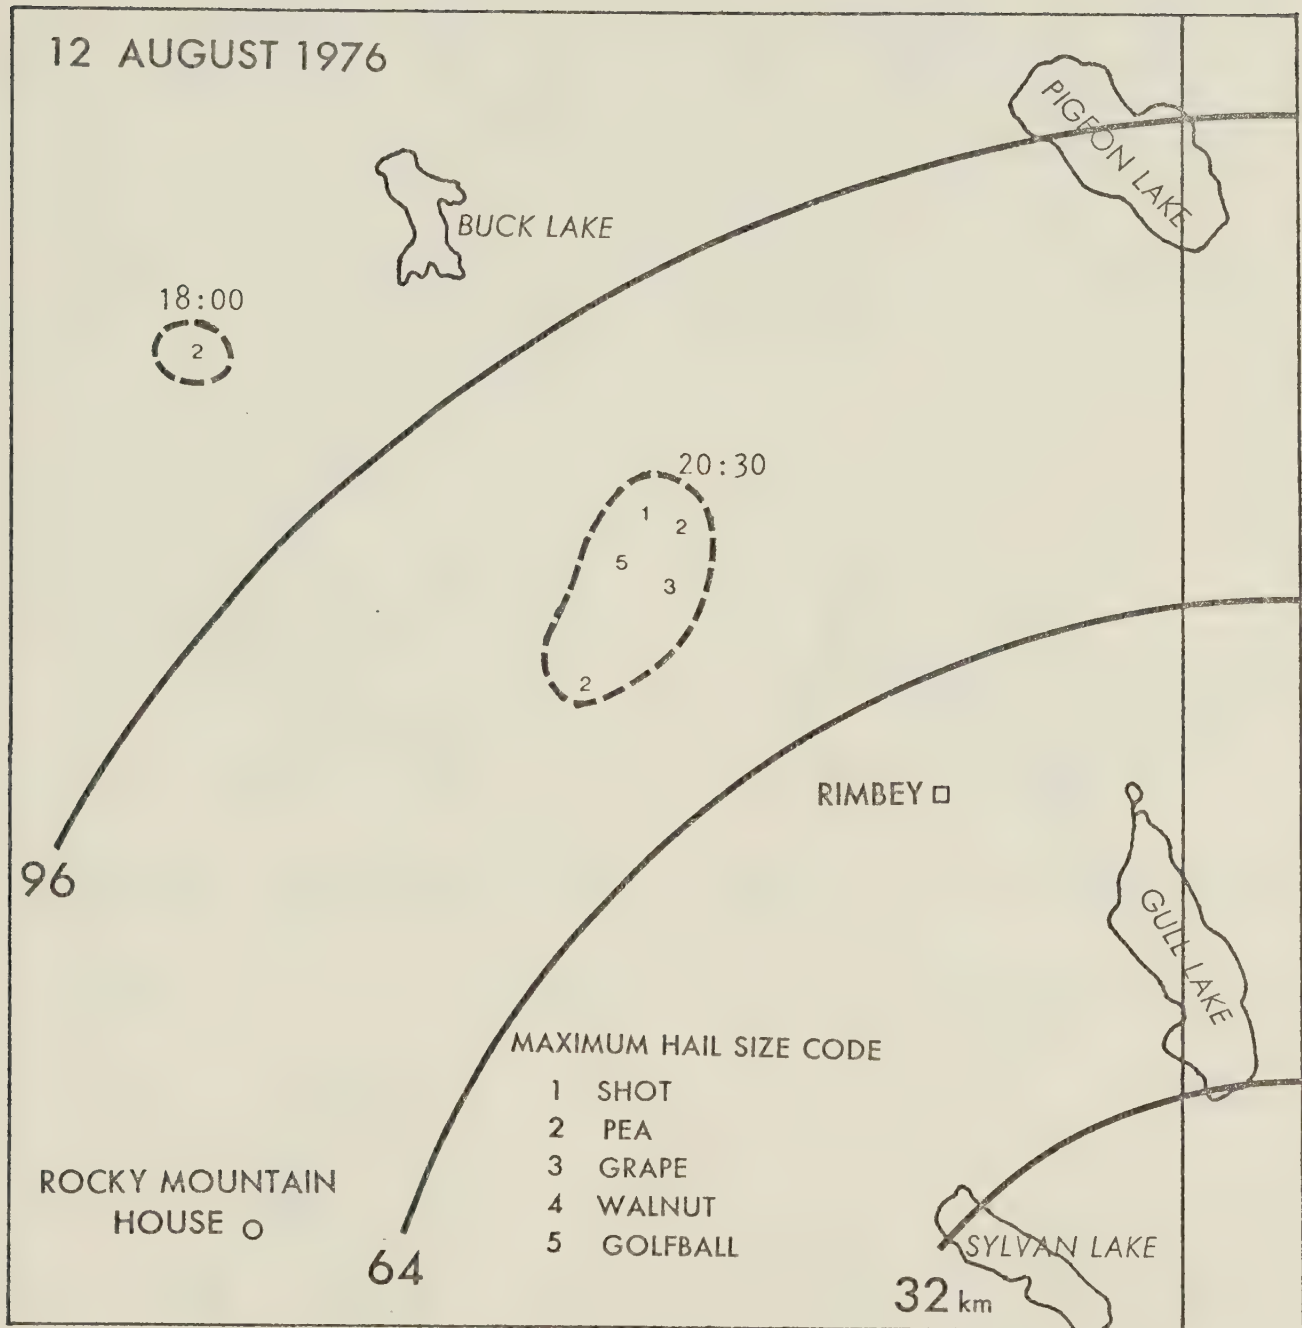 12 AUGUST 1976
PIGEON LAKE
BUCK LAKE
18:00
2
20:30
1
2
5
3
2
RIMBEY
96
GULL LAKE
MAXIMUM HAIL SIZE CODE
1 SHOT
2 PEA
3 GRAPE
4 WALNUT
5 GOLFBALL
ROCKY MOUNTAIN
HOUSE
SYLVAN LAKE
64
32 km